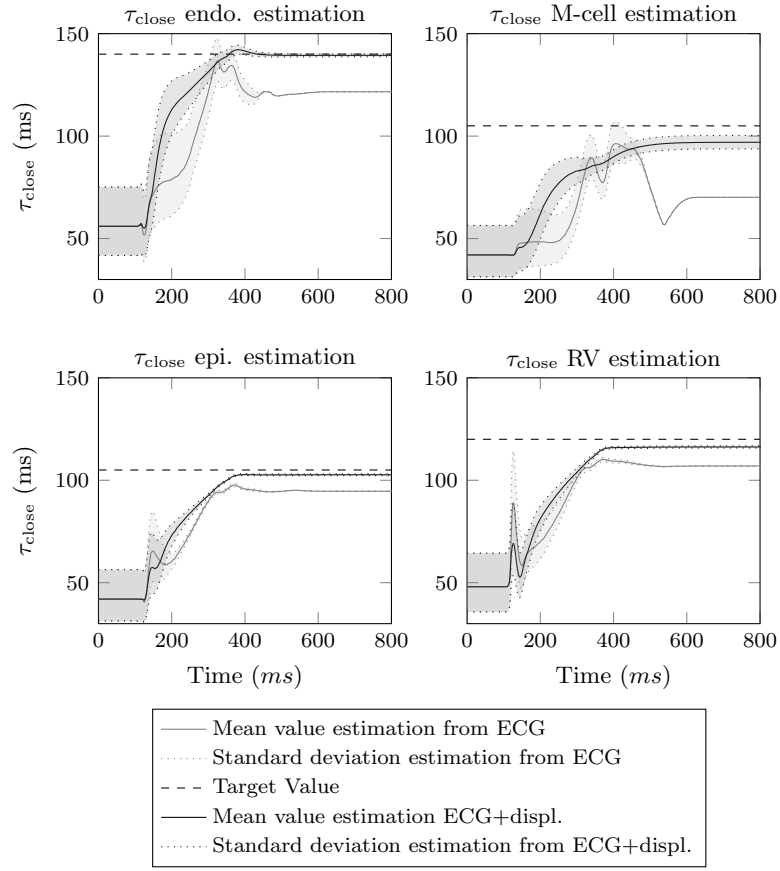 τclose endo. estimation
τclose M-cell estimation
150
100
50
τclose (ms)
0 200 400 600 800
150
100
50
0 200 400 600 800
Time (ms)
τclose epi. estimation
τclose RV estimation
150
100
50
τclose (ms)
0 200 400 600 800
Time (ms)
150
100
50
0 200 400 600 800
Time (ms)
Mean value estimation from ECG
Standard deviation estimation from ECG
Target Value
Mean value estimation ECG+displ.
Standard deviation estimation from ECG+displ.